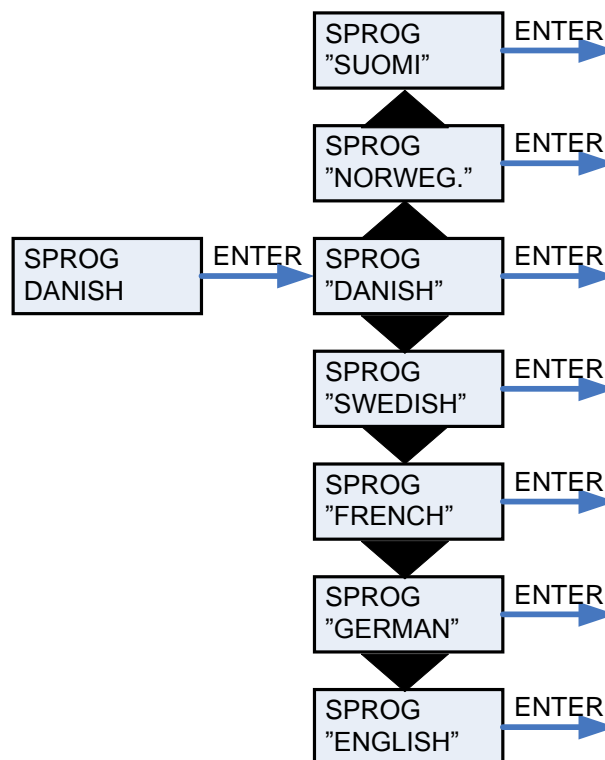 SPROG
"SUOMI"
ENTER
SPROG
"NORWEG."
ENTER
SPROG
DANISH
ENTER
SPROG
”DANISH”
ENTER
SPROG
”SWEDISH”
ENTER
SPROG
”FRENCH”
ENTER
SPROG
”GERMAN”
ENTER
SPROG
”ENGLISH”
ENTER